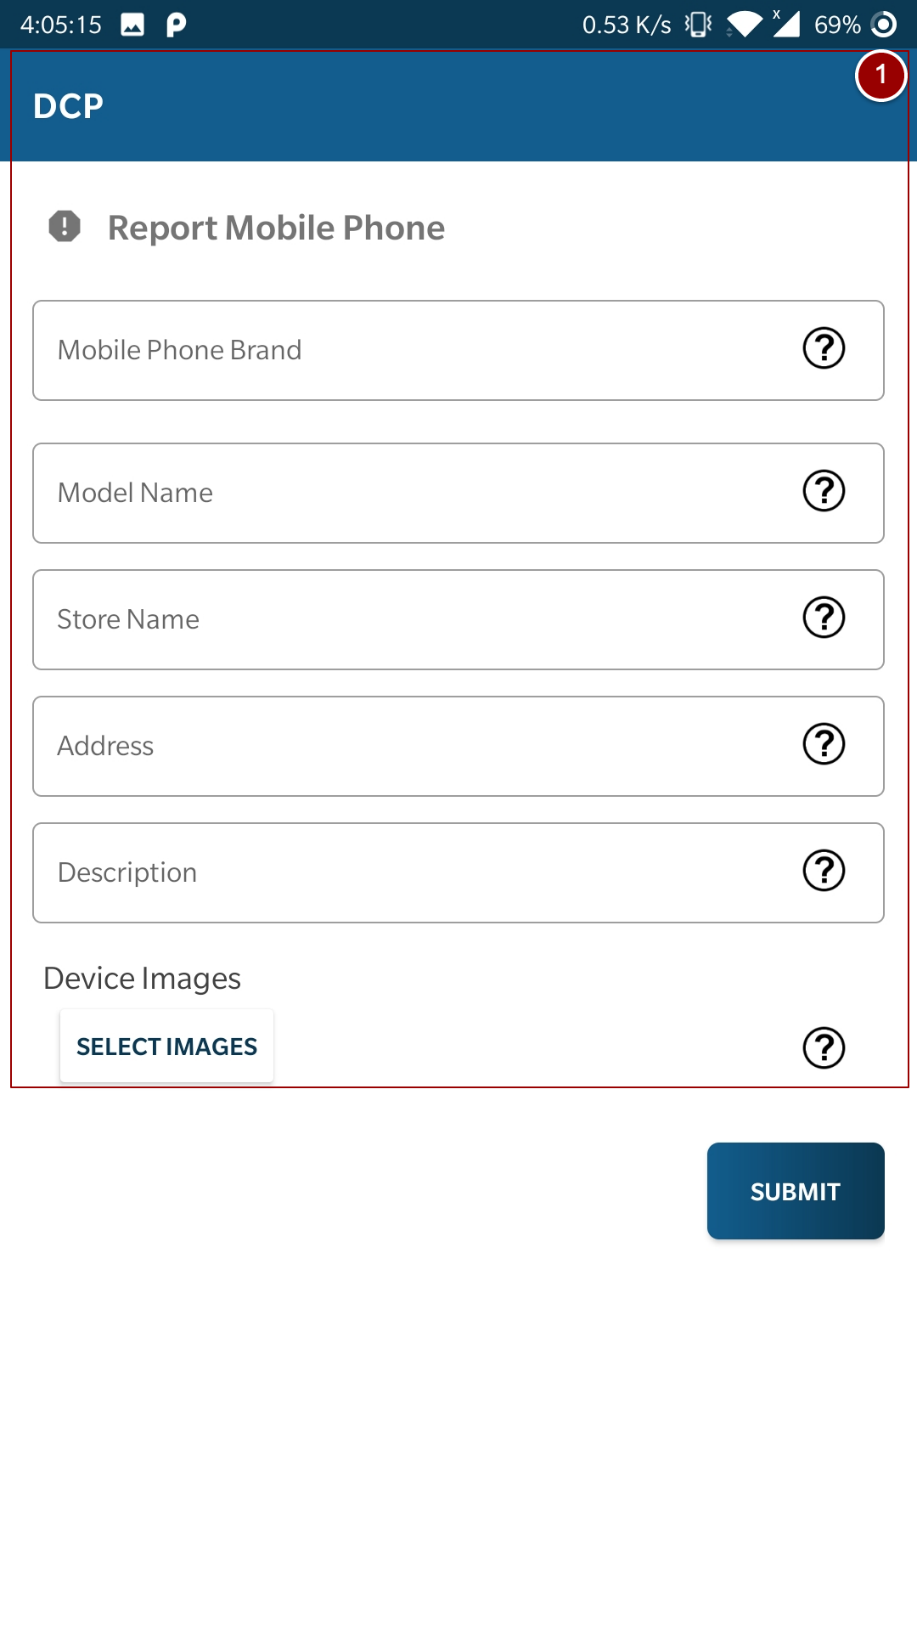 4:05:15 0.53 K/s x 69%
1
DCP
Report Mobile Phone
Mobile Phone Brand ?
Model Name ?
Store Name ?
Address ?
Description ?
Device Images
SELECT IMAGES ?
SUBMIT